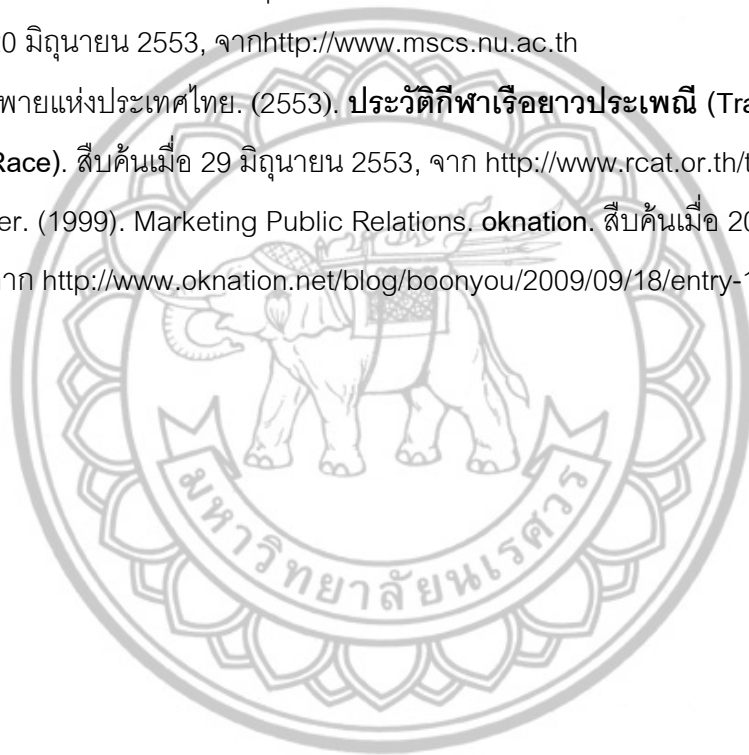 20 มิถุนายน 2553, จากhttp://www.mscs.nu.ac.th
พายแห่งประเทศไทย. (2553). ประวัติกีฬาเรือยาวประเพณี (Tra
Race). สืบค้นเมื่อ 29 มิถุนายน 2553, จาก http://www.rcat.or.th/t
er. (1999). Marketing Public Relations. oknation. สืบค้นเมื่อ 20
จาก http://www.oknation.net/blog/boonyou/2009/09/18/entry-1
มหาวิทยาลัยนเรศวร